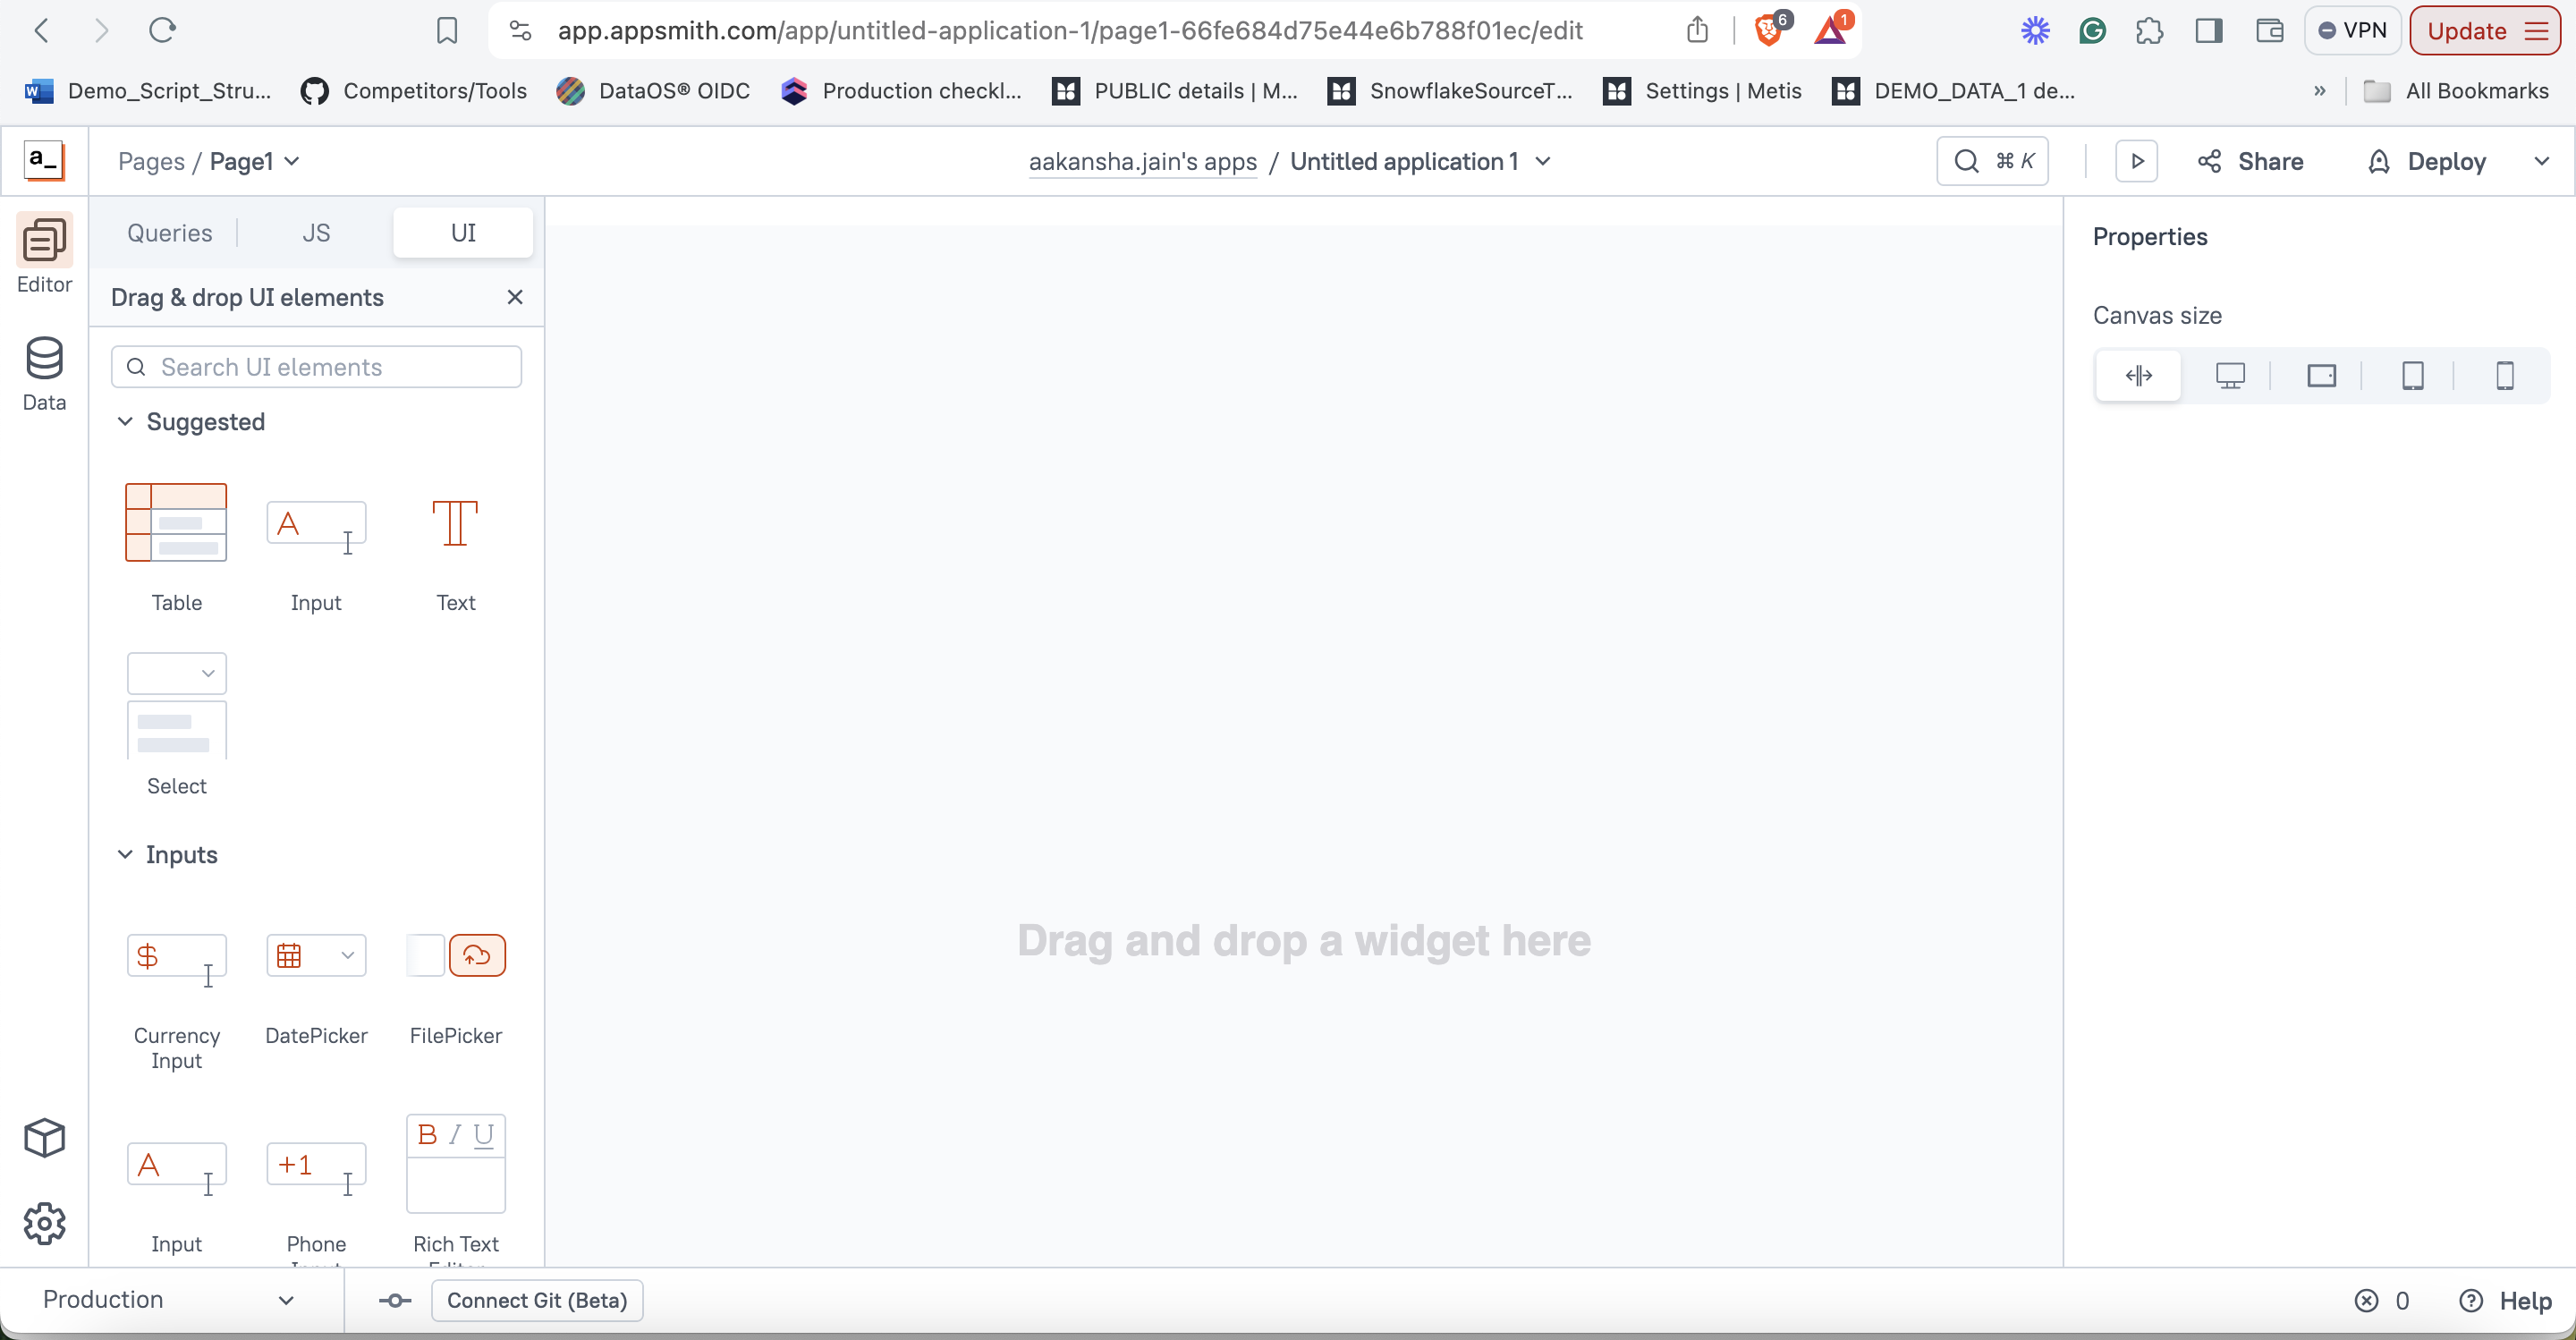 app.appsmith.com/app/untitled-application-1/page1-66fe684d75e44e6b788f01ec/edit
6
1
VPN
Update
Demo_Script_Stru...
Competitors/Tools
DataOS® OIDC
Production checkl...
PUBLIC details | M...
SnowflakeSourceT...
Settings | Metis
DEMO_DATA_1 de...
»
All Bookmarks
a_
Pages / Page1
aakansha.jain's apps / Untitled application 1
⌘ K
Share
Deploy
Editor
Data
Queries
JS
UI
Drag & drop UI elements
Search UI elements
Suggested
Table
Input
Text
Select
Inputs
Currency
Input
DatePicker
FilePicker
Input
Phone
Input
Rich Text
Editor
Drag and drop a widget here
Properties
Canvas size
Production
Connect Git (Beta)
0
Help